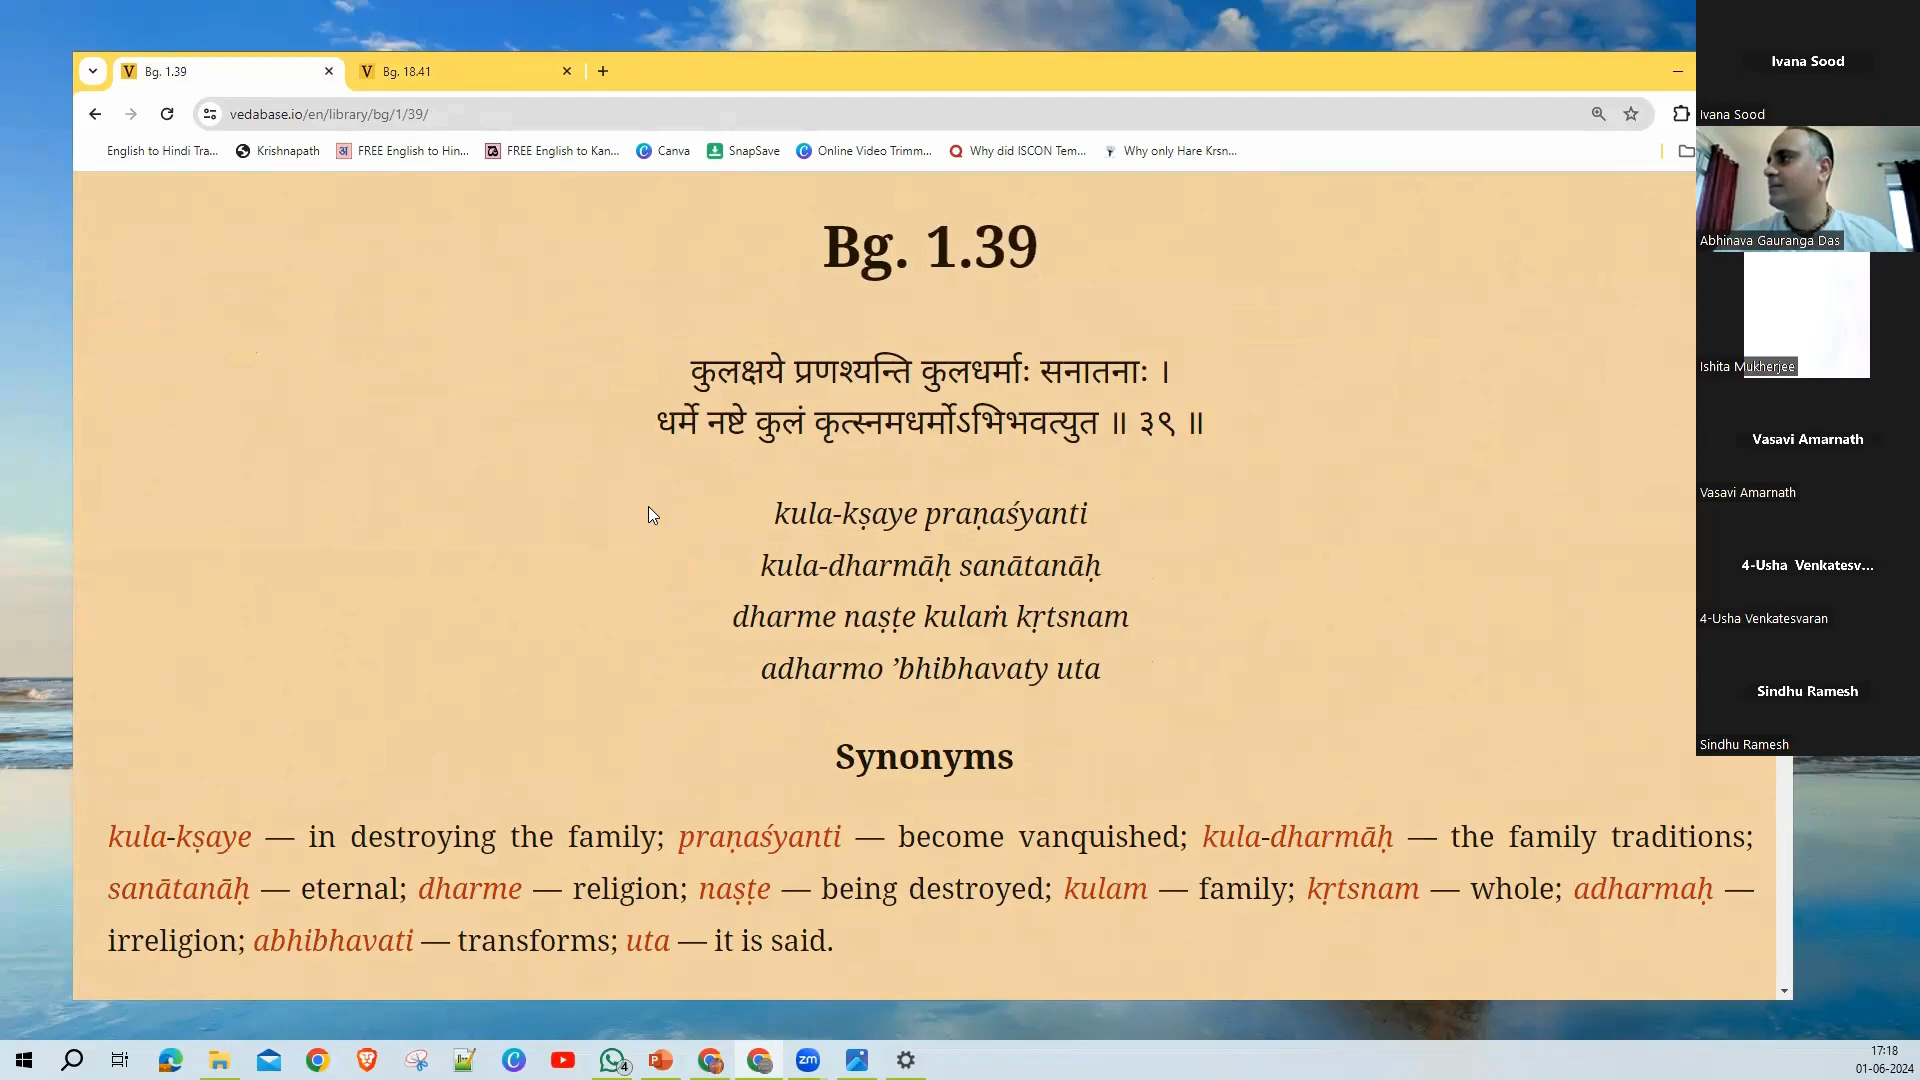 Bg. 1.39
Bg. 18.41
vedabase.io/en/library/bg/1/39/
English to Hindi Tra...
Krishnapath
FREE English to Hin...
FREE English to Kan...
Canva
SnapSave
Online Video Trimm...
Why did ISCON Tem...
Why only Hare Krsn...
Bg. 1.39
कुलक्षये प्रणश्यन्ति कुलधर्माः सनातनाः ।
धर्मे नष्टे कुलं कृत्स्नमधर्मोऽभिभवत्युत ॥ ३९ ॥
kula-kṣaye praṇaśyanti
kula-dharmāḥ sanātanāḥ
dharme naṣṭe kulaṁ kṛtsnam
adharmo ’bhibhavaty uta
Synonyms
kula-kṣaye — in destroying the family; praṇaśyanti — become vanquished; kula-dharmāḥ — the family traditions;
sanātanāḥ — eternal; dharme — religion; naṣṭe — being destroyed; kulam — family; kṛtsnam — whole; adharmaḥ —
irreligion; abhibhavati — transforms; uta — it is said.
Ivana Sood
Ivana Sood
Abhinava Gauranga Das
Ishita Mukherjee
Vasavi Amarnath
Vasavi Amarnath
4-Usha Venkatesv...
4-Usha Venkatesvaran
Sindhu Ramesh
Sindhu Ramesh
4
zm
17:18
01-06-2024